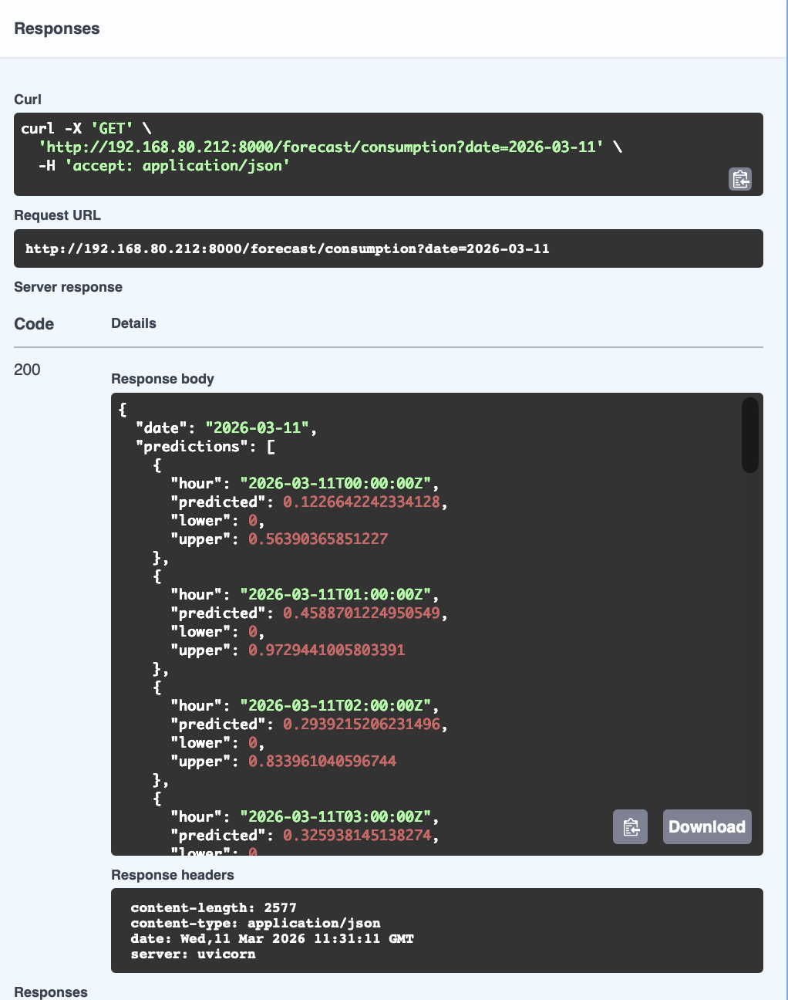 Responses
Curl
curl -X 'GET' \
  'http://192.168.80.212:8000/forecast/consumption?date=2026-03-11' \
  -H 'accept: application/json'
Request URL
http://192.168.80.212:8000/forecast/consumption?date=2026-03-11
Server response
Code Details
200
Response body
{
  "date": "2026-03-11",
  "predictions": [
    {
      "hour": "2026-03-11T00:00:00Z",
      "predicted": 0.1226642242334128,
      "lower": 0,
      "upper": 0.56390365851227
    },
    {
      "hour": "2026-03-11T01:00:00Z",
      "predicted": 0.4588701224950549,
      "lower": 0,
      "upper": 0.9729441005803391
    },
    {
      "hour": "2026-03-11T02:00:00Z",
      "predicted": 0.2939215206231496,
      "lower": 0,
      "upper": 0.833961040596744
    },
    {
      "hour": "2026-03-11T03:00:00Z",
      "predicted": 0.325938145138274,
      "lower": 0
Download
Response headers
content-length: 2577
content-type: application/json
date: Wed,11 Mar 2026 11:31:11 GMT
server: uvicorn
Responses